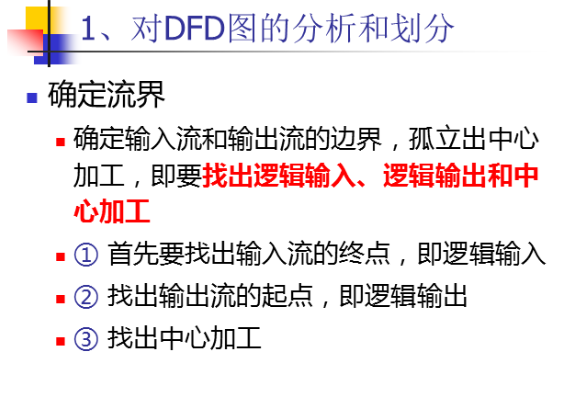 1、对DFD图的分析和划分
确定流界
确定输入流和输出流的边界，孤立出中心
加工，即要找出逻辑输入、逻辑输出和中
心加工
① 首先要找出输入流的终点，即逻辑输入
② 找出输出流的起点，即逻辑输出
③ 找出中心加工